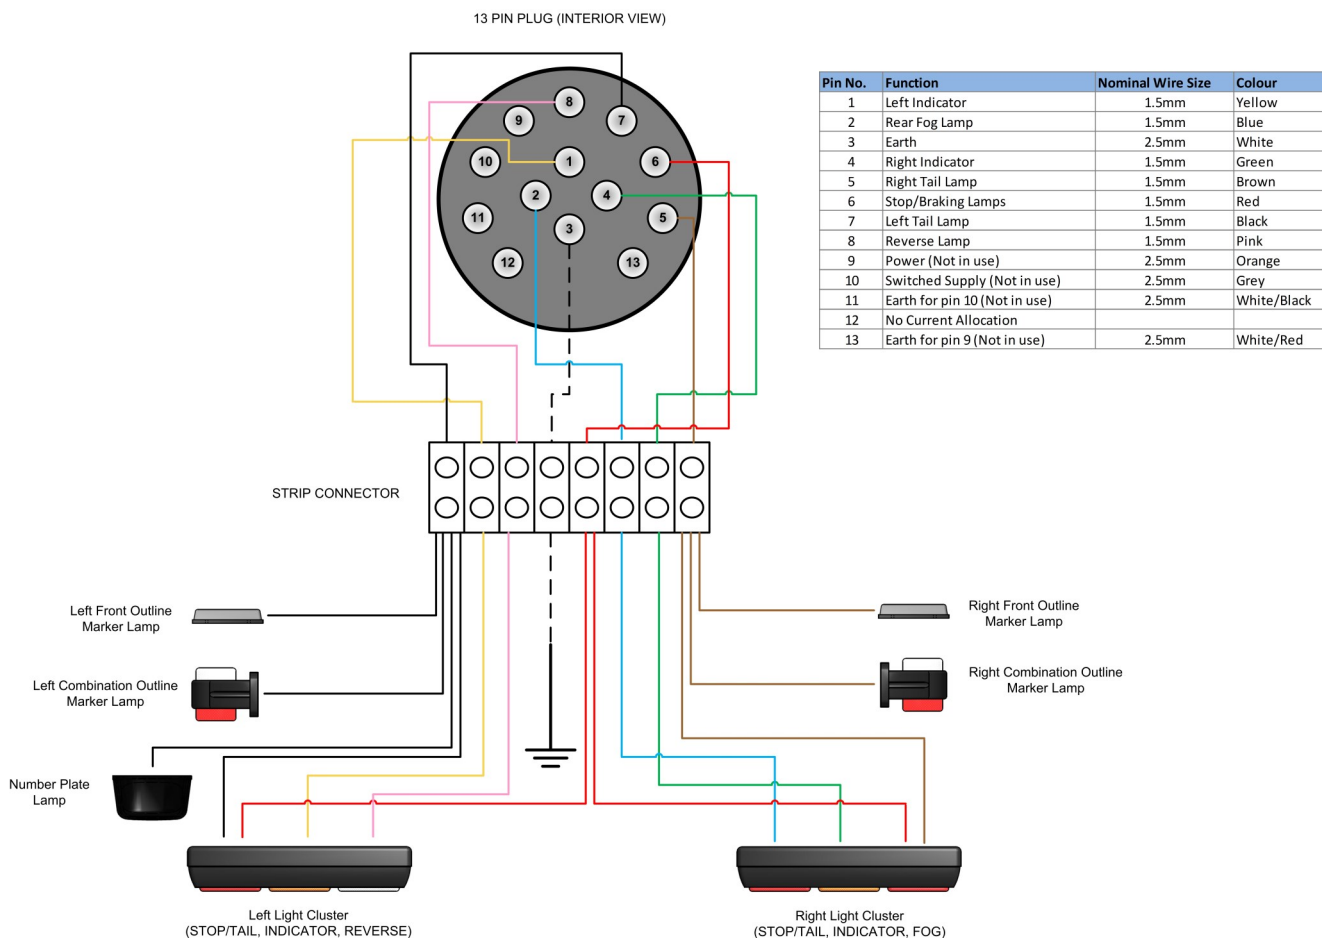 13 PIN PLUG (INTERIOR VIEW)
8
9
7
10
1
6
2
4
11
5
3
12
13
Pin No. Function Nominal Wire Size Colour
1 Left Indicator 1.5mm Yellow
2 Rear Fog Lamp 1.5mm Blue
3 Earth 2.5mm White
4 Right Indicator 1.5mm Green
5 Right Tail Lamp 1.5mm Brown
6 Stop/Braking Lamps 1.5mm Red
7 Left Tail Lamp 1.5mm Black
8 Reverse Lamp 1.5mm Pink
9 Power (Not in use) 2.5mm Orange
10 Switched Supply (Not in use) 2.5mm Grey
11 Earth for pin 10 (Not in use) 2.5mm White/Black
12 No Current Allocation
13 Earth for pin 9 (Not in use) 2.5mm White/Red
STRIP CONNECTOR
Left Front Outline
Marker Lamp
Right Front Outline
Marker Lamp
Left Combination Outline
Marker Lamp
Right Combination Outline
Marker Lamp
Number Plate
Lamp
Left Light Cluster
(STOP/TAIL, INDICATOR, REVERSE)
Right Light Cluster
(STOP/TAIL, INDICATOR, FOG)